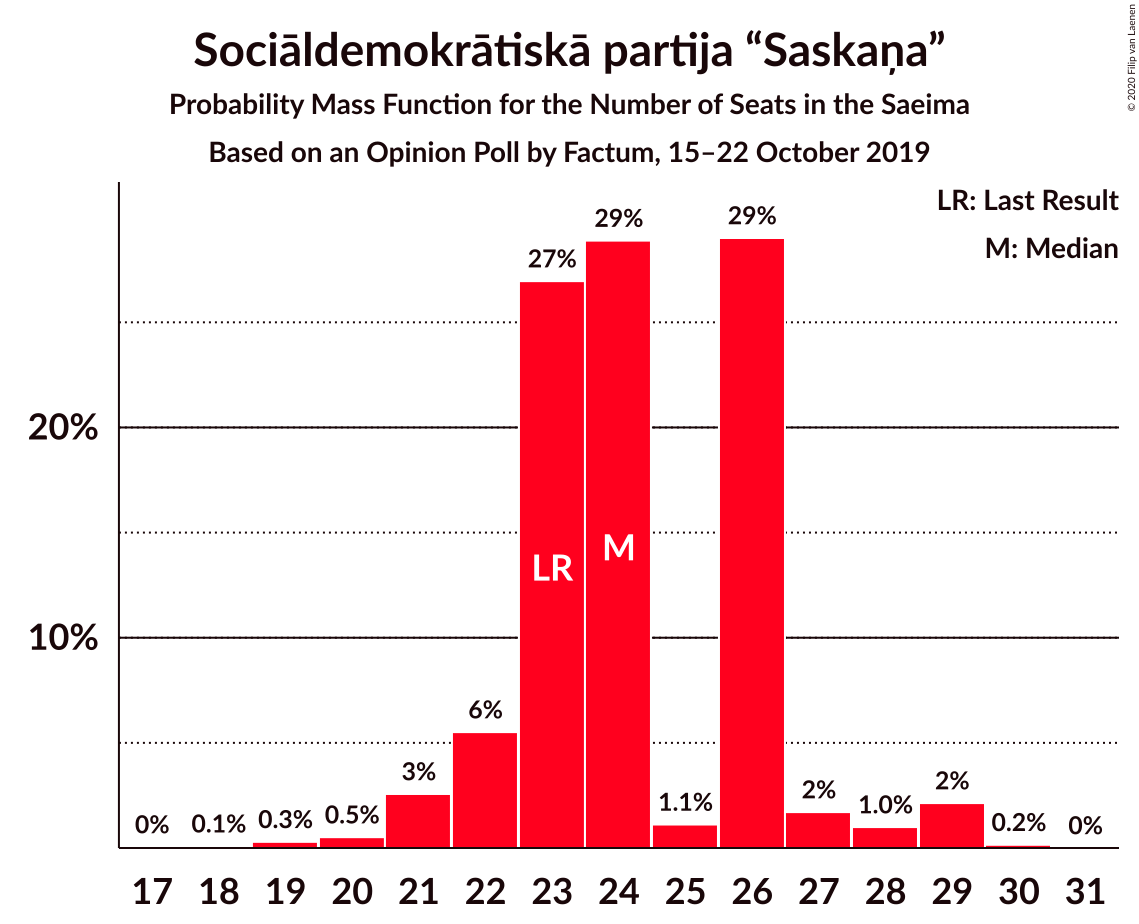 Sociāldemokrātiskā partija “Saskaņa”
Probability Mass Function for the Number of Seats in the Saeima
Based on an Opinion Poll by Factum, 15–22 October 2019
© 2020 Filip van Laenen
LR: Last Result
M: Median
20%
10%
0%
0.1%
0.3%
0.5%
3%
6%
27%
29%
1.1%
29%
2%
1.0%
2%
0.2%
0%
LR
M
17 18 19 20 21 22 23 24 25 26 27 28 29 30 31